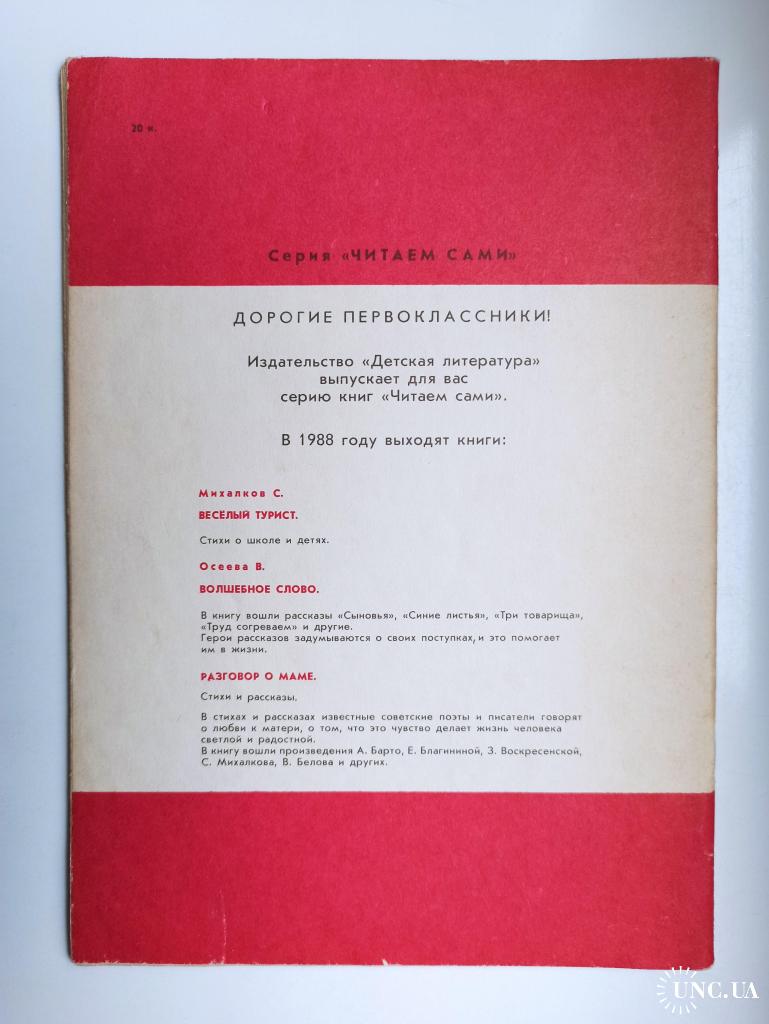 20 к.
Серия «ЧИТАЕМ САМИ»
ДОРОГИЕ ПЕРВОКЛАССНИКИ!
Издательство «Детская литература»
выпускает для вас
серию книг «Читаем сами».
В 1988 году выходят книги:
Михалков С.
ВЕСЁЛЫЙ ТУРИСТ.
Стихи о школе и детях.
Осеева В.
ВОЛШЕБНОЕ СЛОВО.
В книгу вошли рассказы «Сыновья», «Синие листья», «Три товарища»,
«Труд согревает» и другие.
Герои рассказов задумываются о своих поступках, и это помогает
им в жизни.
РАЗГОВОР О МАМЕ.
Стихи и рассказы.
В стихах и рассказах известные советские поэты и писатели говорят
о любви к матери, о том, что это чувство делает жизнь человека
светлой и радостной.
В книгу вошли произведения А. Барто, Е. Благининой, З. Воскресенской,
С. Михалкова, В. Белова и других.
UNC.UA